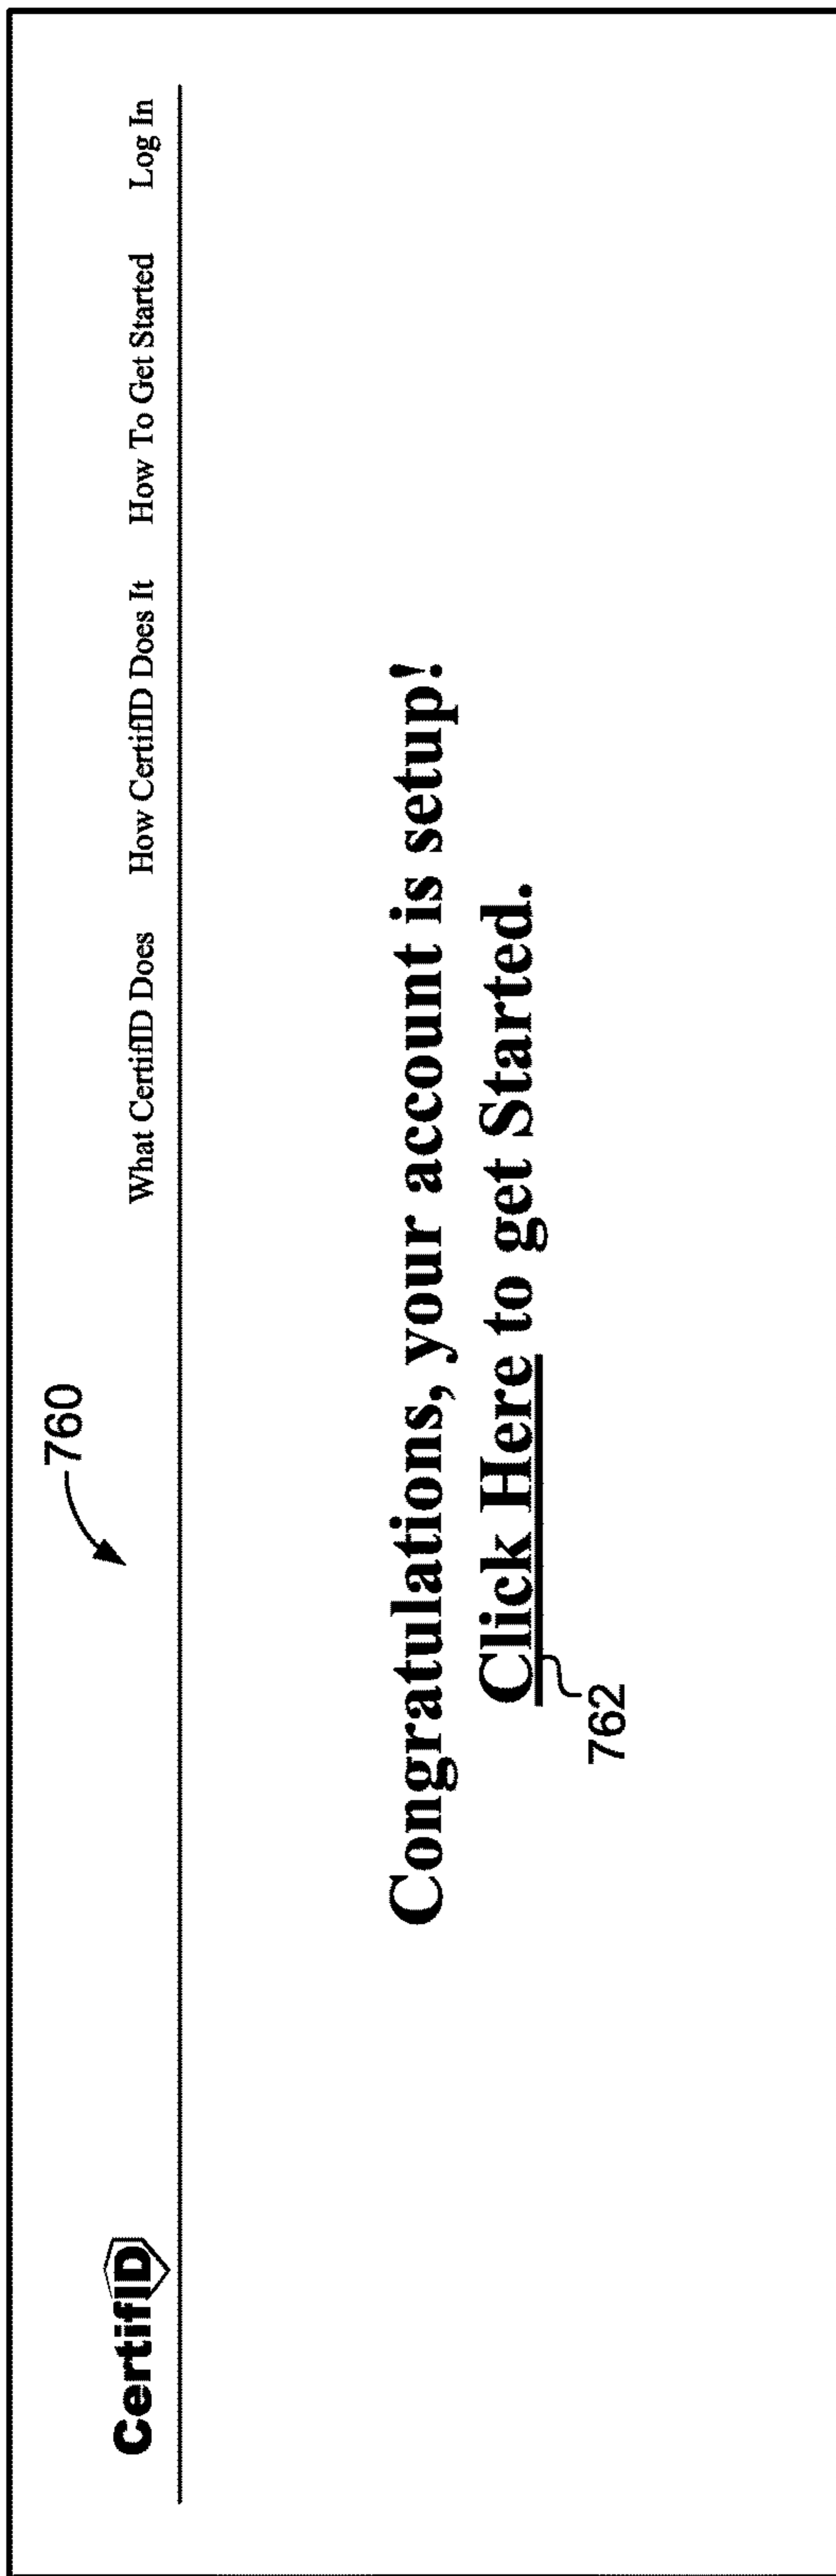 760
CertifID What CertifID Does How CertifID Does It How To Get Started Log In
Congratulations, your account is setup!
Click Here to get Started.
762